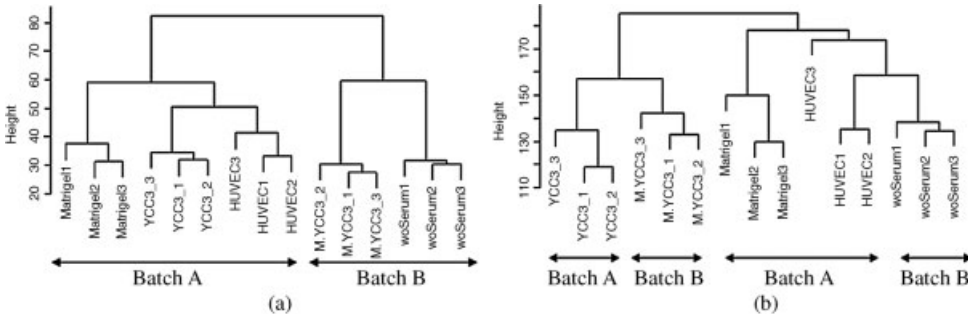 (a)
80
70
60
50
40
30
20
Height
Matrigel1
Matrigel2
Matrigel3
YCC3_3
YCC3_1
YCC3_2
HUVEC3
HUVEC1
HUVEC2
M.YCC3_2
M.YCC3_1
M.YCC3_3
woSerum1
woSerum2
woSerum3
Batch A
Batch B
(a)
(b)
170
150
130
110
Height
YCC3_3
YCC3_1
YCC3_2
M.YCC3_3
M.YCC3_1
M.YCC3_2
Matrigel1
Matrigel2
Matrigel3
HUVEC3
HUVEC1
HUVEC2
woSerum1
woSerum2
woSerum3
Batch A
Batch B
Batch A
Batch B
(b)